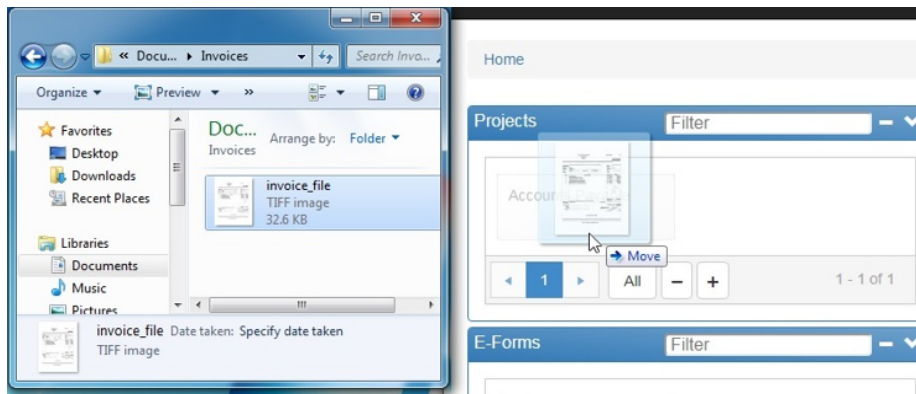 « Docu... ▸ Invoices
Search Inva...
Organize
Preview
»
Favorites
Desktop
Downloads
Recent Places
Libraries
Documents
Music
Pictures
Doc...
Invoices
Arrange by: Folder
invoice_file
TIFF image
32.6 KB
invoice_file Date taken: Specify date taken
TIFF image
Home
Projects
Filter
Move
1
All
1 - 1 of 1
E-Forms
Filter